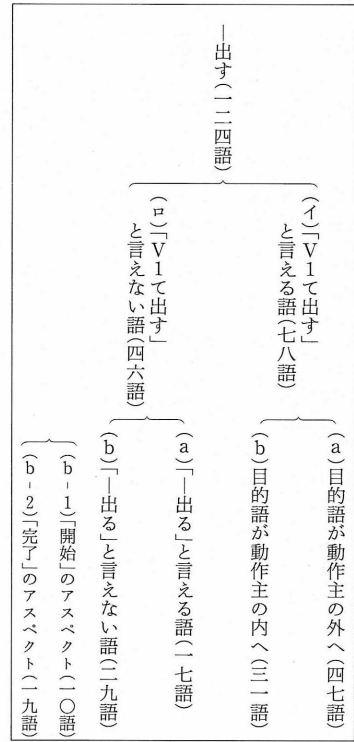 ―出す(一二四語)
(イ)「V1て出す」
と言える語(七八語)
(a)目的語が動作主の外へ(四七語)
(b)目的語が動作主の内へ(三一語)
(ロ)「V1て出す」
と言えない語(四六語)
(a)「―出る」と言える語(一七語)
(b)「―出る」と言えない語(二九語)
(b-1)「開始」のアスペクト(一〇語)
(b-2)「完了」のアスペクト(一九語)